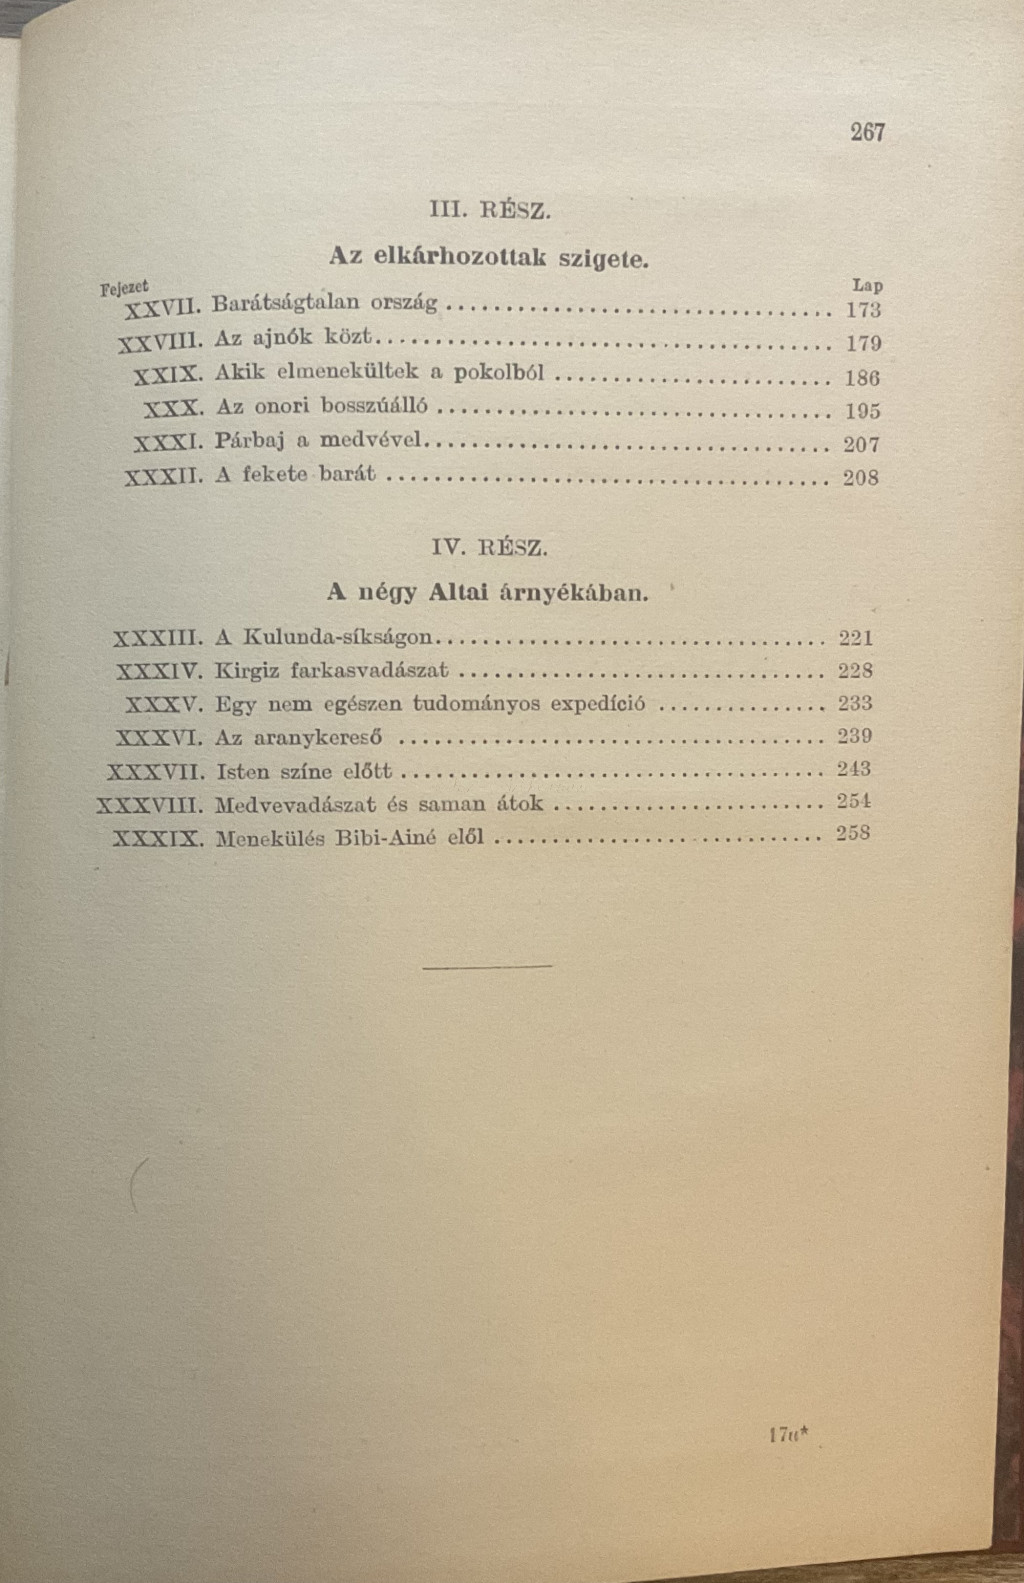 267
III. RÉSZ.
Az elkárhozottak szigete.
Fejezet Lap
XXVII. Barátságtalan ország .................................. 173
XXVIII. Az ajnók közt....................................... 179
XXIX. Akik elmenekültek a pokolból ........................ 186
XXX. Az onori bosszúálló .................................. 195
XXXI. Párbaj a medvével................................... 207
XXXII. A fekete barát ...................................... 208
IV. RÉSZ.
A négy Altai árnyékában.
XXXIII. A Kulunda-síkságon.................................. 221
XXXIV. Kirgiz farkasvadászat ................................ 228
XXXV. Egy nem egészen tudományos expedíció ............... 233
XXXVI. Az aranykereső ..................................... 239
XXXVII. Isten színe előtt ..................................... 243
XXXVIII. Medvevadászat és saman átok ........................ 254
XXXIX. Menekülés Bibi-Ainé elől ............................. 258